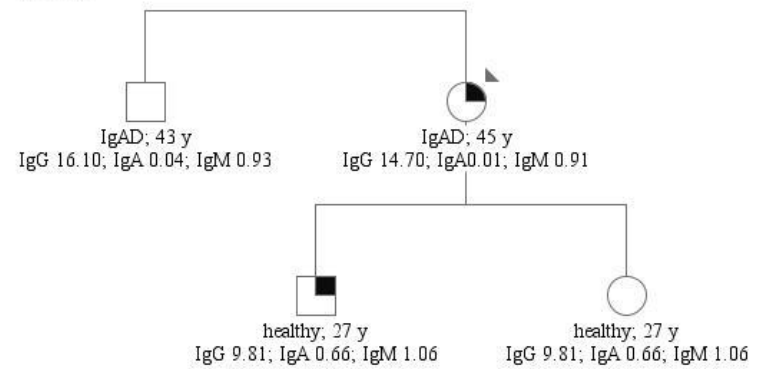 IgAD; 43 y
IgG 16.10; IgA 0.04; IgM 0.93
IgAD; 45 y
IgG 14.70; IgA0.01; IgM 0.91
healthy; 27 y
IgG 9.81; IgA 0.66; IgM 1.06
healthy; 27 y
IgG 9.81; IgA 0.66; IgM 1.06